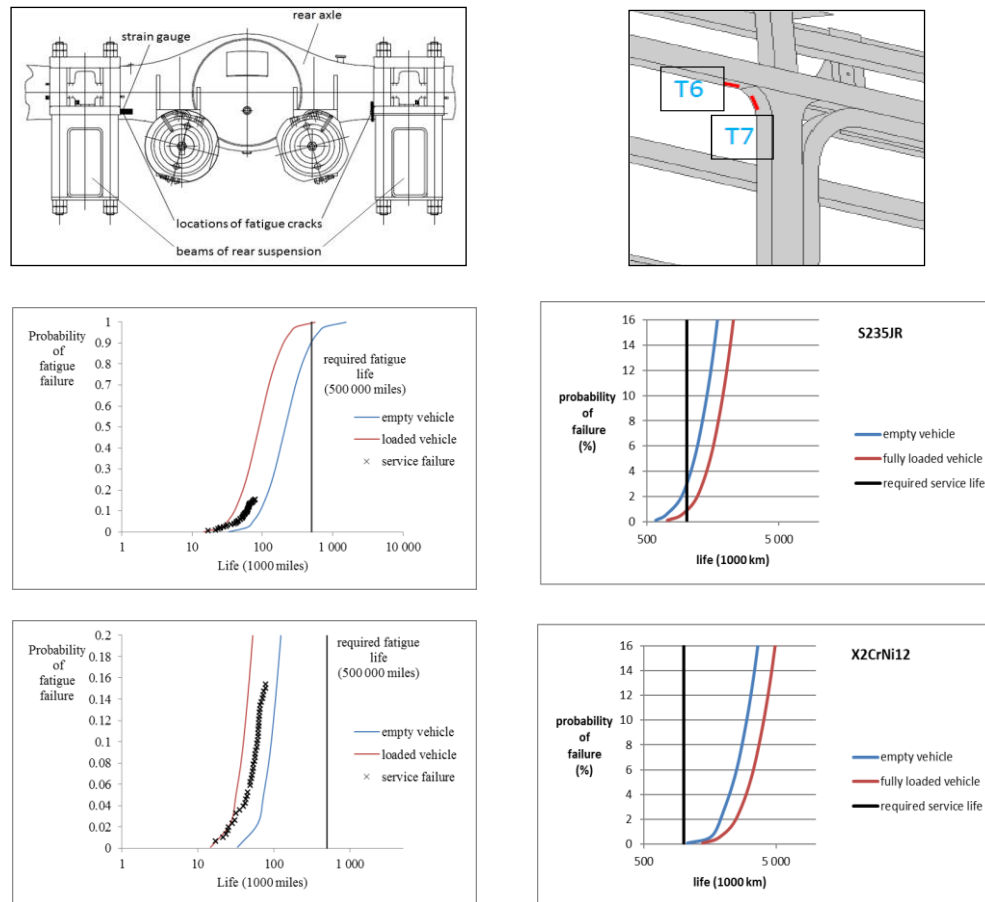 strain gauge
rear axle
locations of fatigue cracks
beams of rear suspension
T6
T7
Probability
of
fatigue
failure
1
0.9
0.8
0.7
0.6
0.5
0.4
0.3
0.2
0.1
0
required fatigue
life
(500 000 miles)
empty vehicle
loaded vehicle
× service failure
1 10 100 1 000 10 000
Life (1000 miles)
S235JR
probability
of
failure
(%)
16
14
12
10
8
6
4
2
0
empty vehicle
fully loaded vehicle
required service life
500 5 000
life (1000 km)
Probability
of
fatigue
failure
0.2
0.18
0.16
0.14
0.12
0.1
0.08
0.06
0.04
0.02
0
required fatigue
life
(500 000 miles)
empty vehicle
loaded vehicle
× service failure
1 10 100 1 000
Life (1000 miles)
X2CrNi12
probability
of
failure
(%)
16
14
12
10
8
6
4
2
0
empty vehicle
fully loaded vehicle
required service life
500 5 000
life (1000 km)